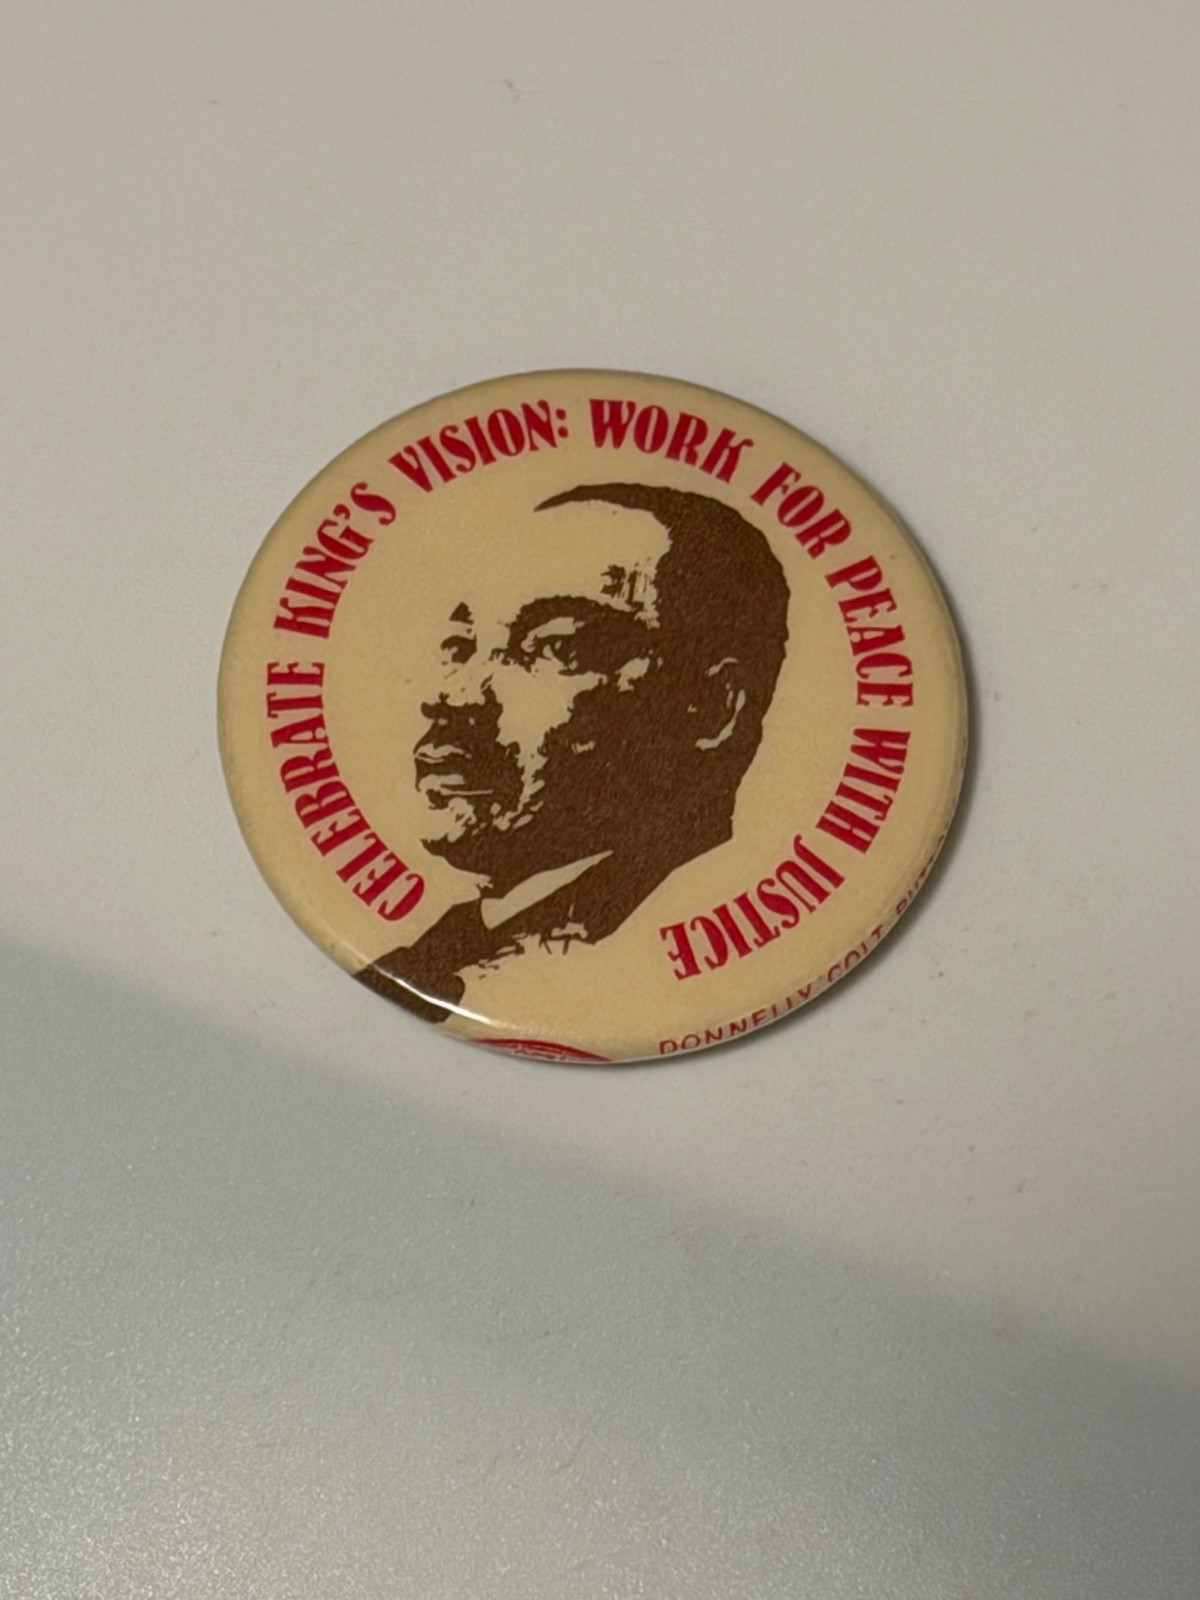 CELEBRATE KING'S VISION: WORK FOR PEACE WITH JUSTICE
DONNELLY/COLT